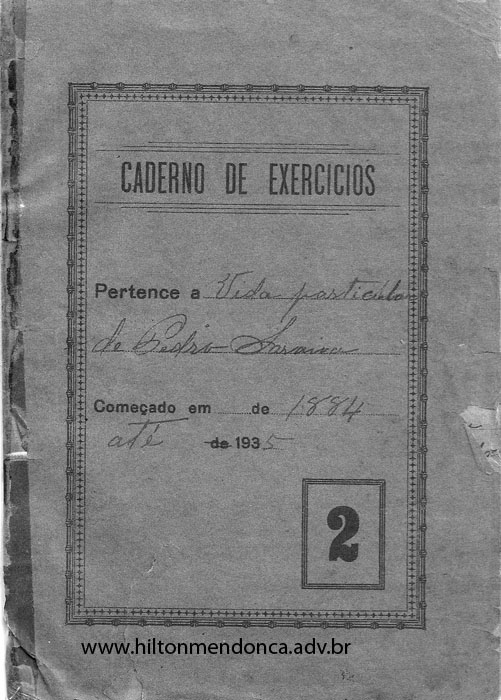 CADERNO DE EXERCICIOS
Pertence a Vida particular
de Pedro Saraiva
Começado em de 1884
até de 1935
2
www.hiltonmendonca.adv.br